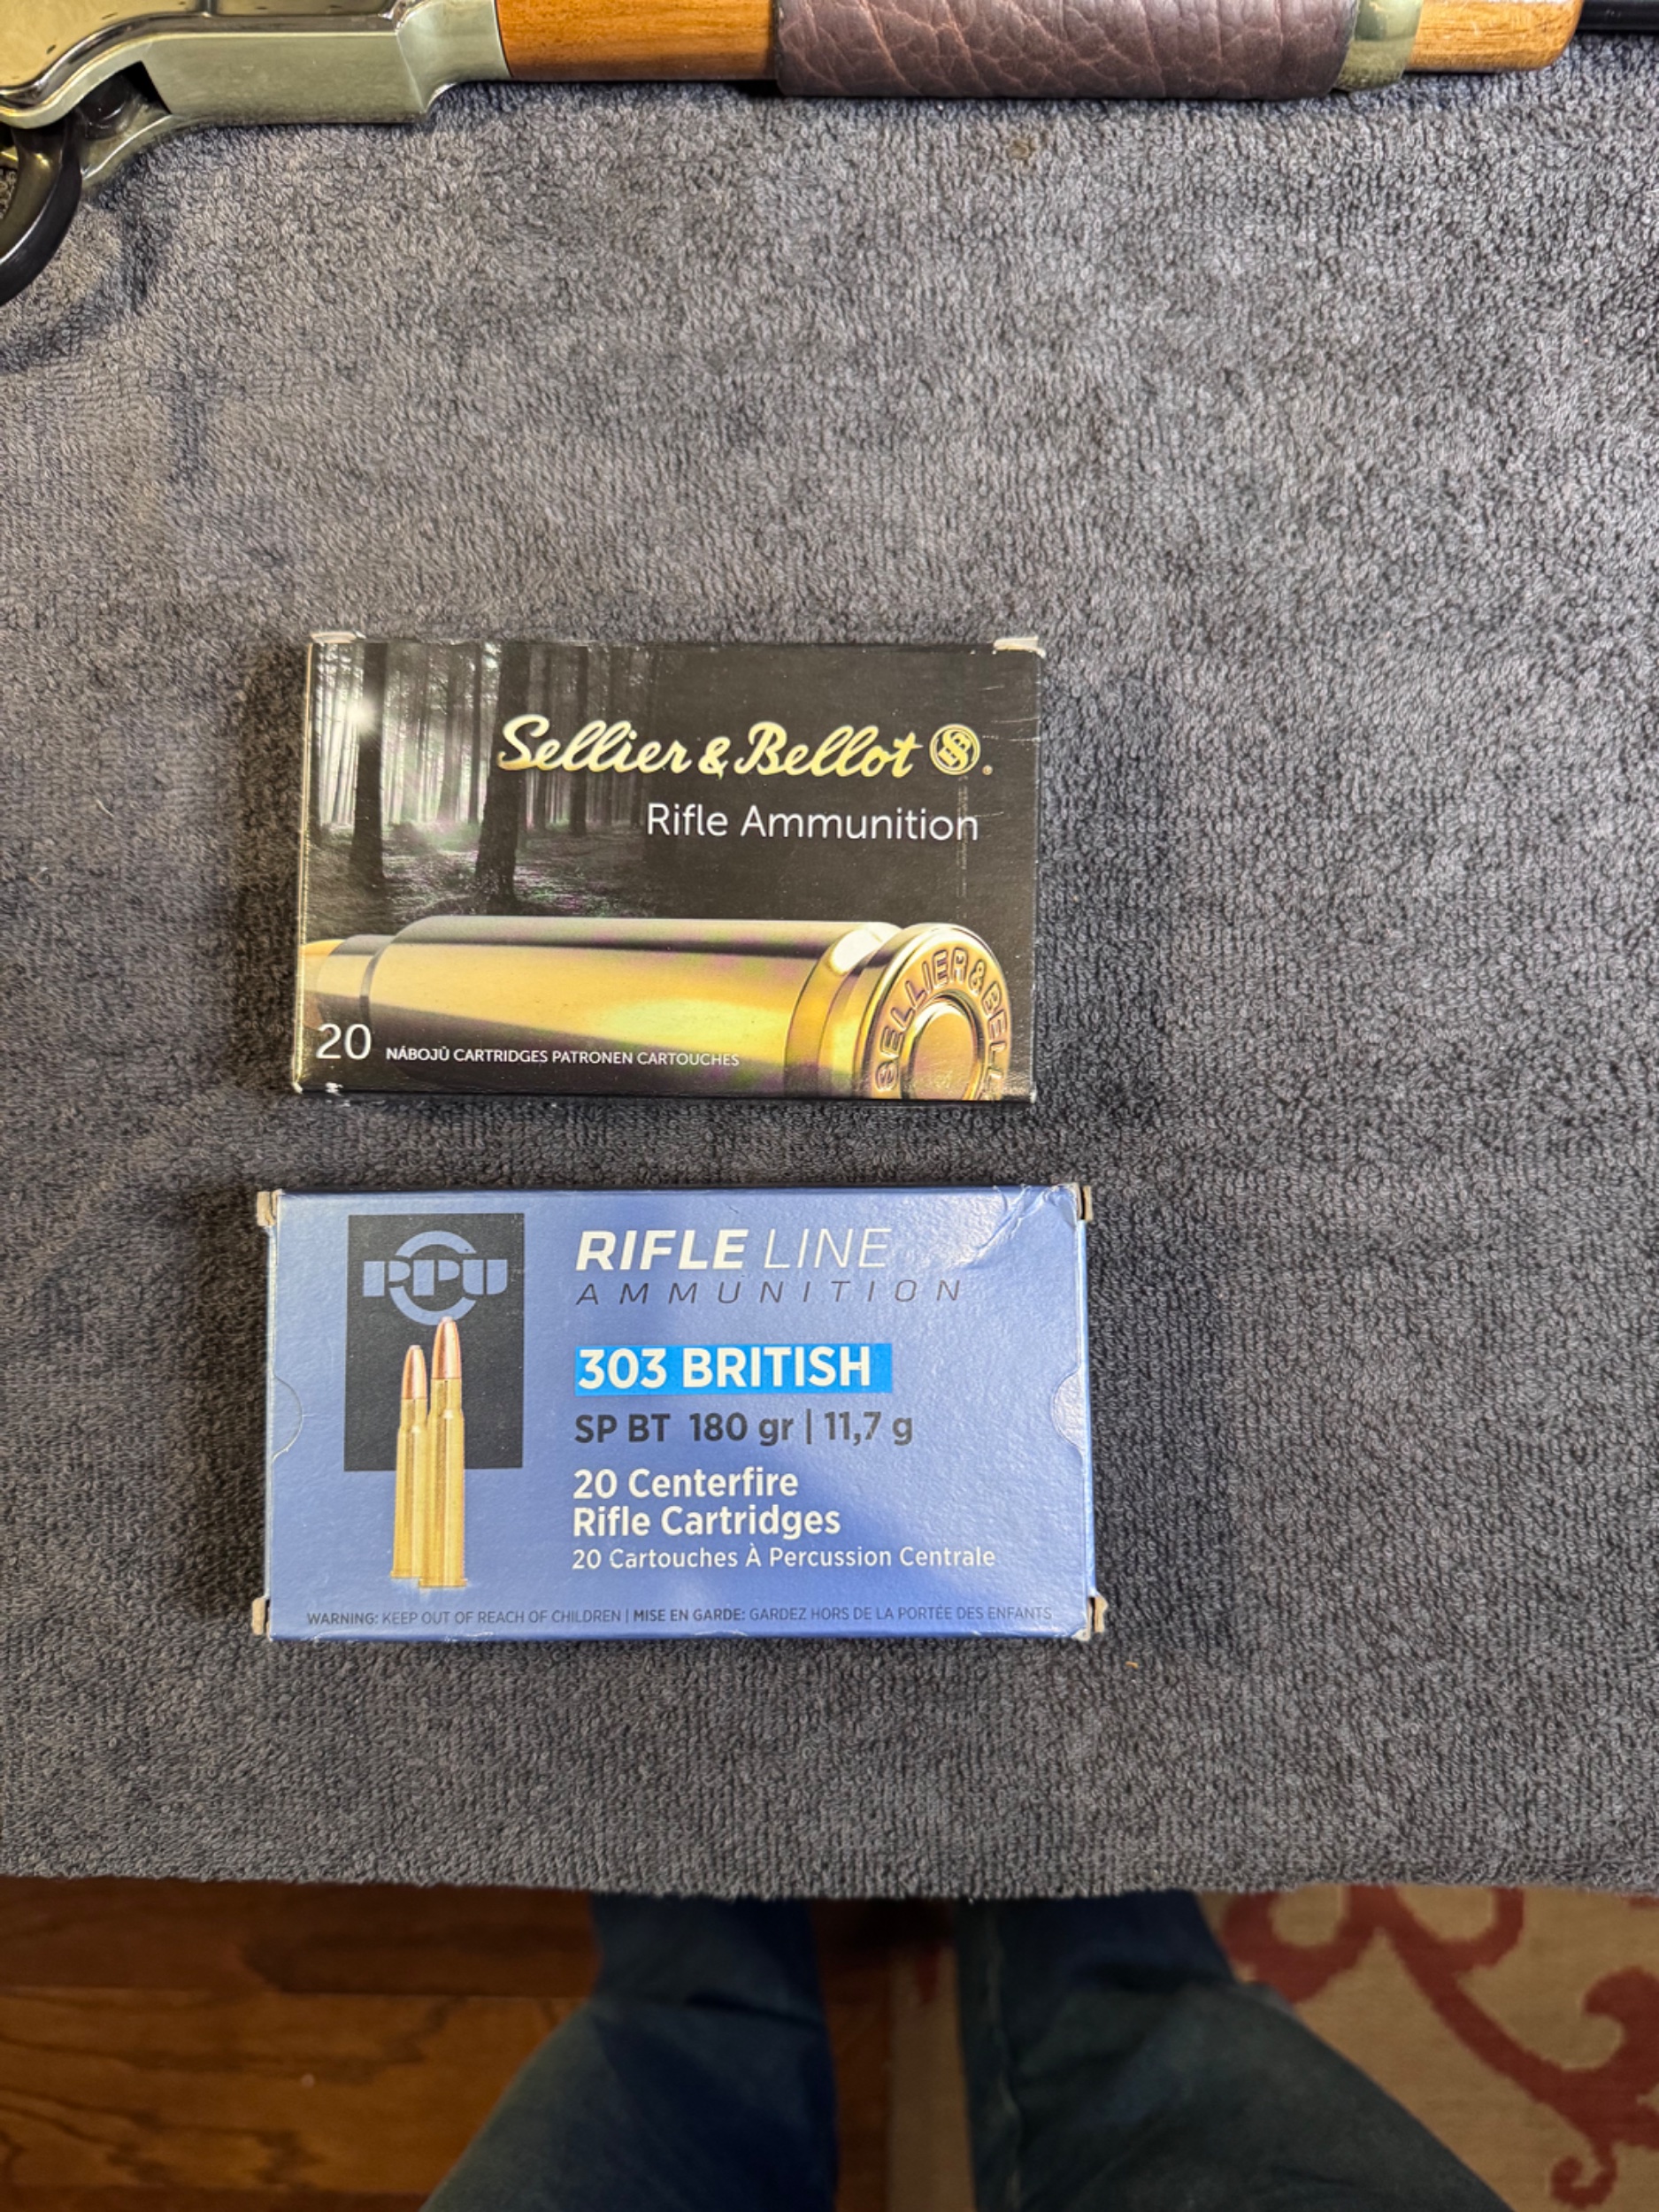 Sellier & Bellot
Rifle Ammunition
SELLIER & BELL
20 NÁBOJŮ CARTRIDGES PATRONEN CARTOUCHES
PPU
RIFLE LINE
AMMUNITION
303 BRITISH
SP BT 180 gr | 11,7 g
20 Centerfire
Rifle Cartridges
20 Cartouches À Percussion Centrale
WARNING: KEEP OUT OF REACH OF CHILDREN | MISE EN GARDE: GARDEZ HORS DE LA PORTÉE DES ENFANTS